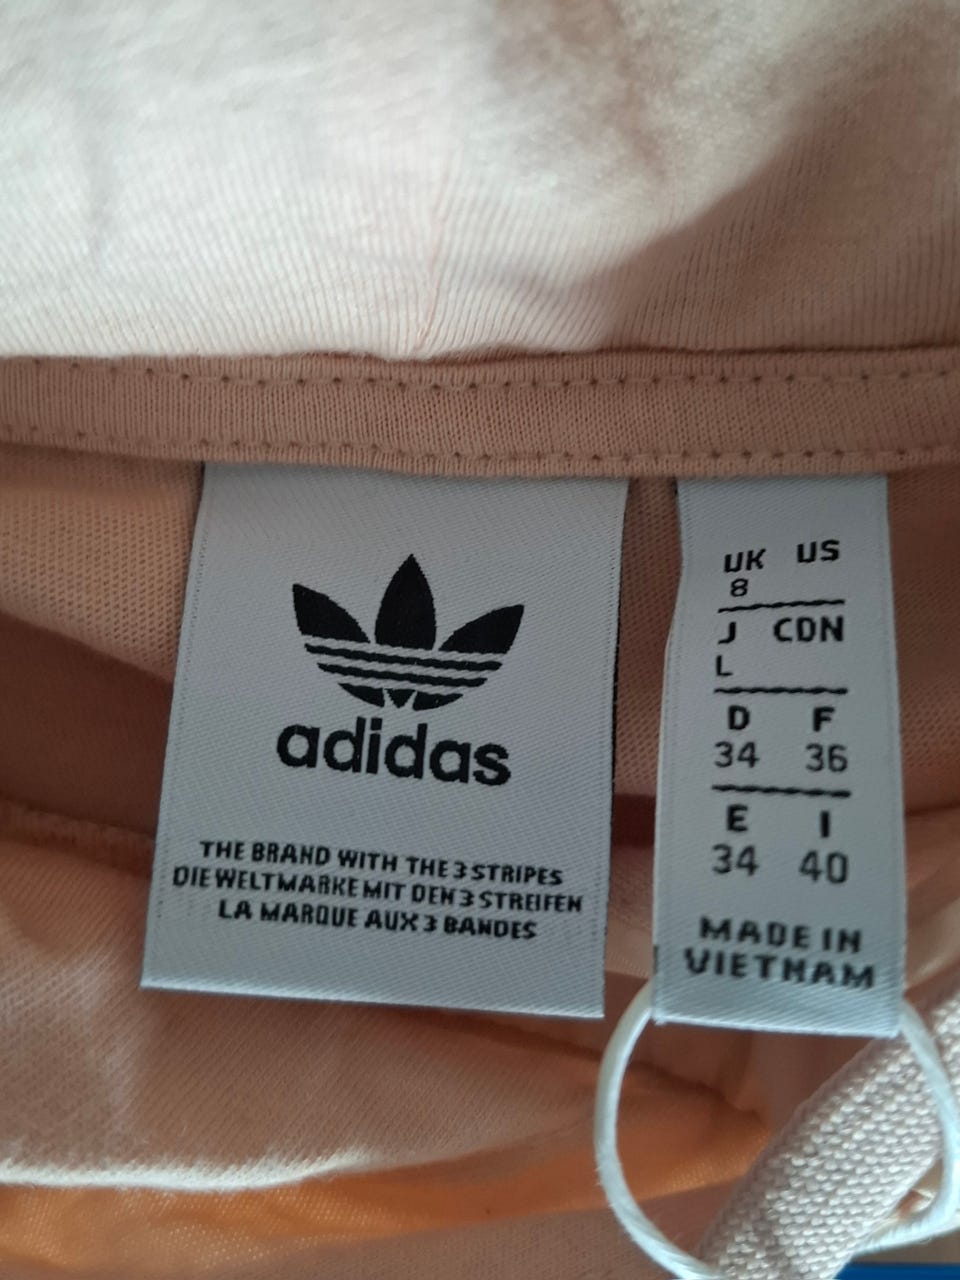 adidas
THE BRAND WITH THE 3 STRIPES
DIE WELTMARKE MIT DEN 3 STREIFEN
LA MARQUE AUX 3 BANDES
UK US
8
J CDN
L
D F
34 36
E I
34 40
MADE IN
VIETNAM